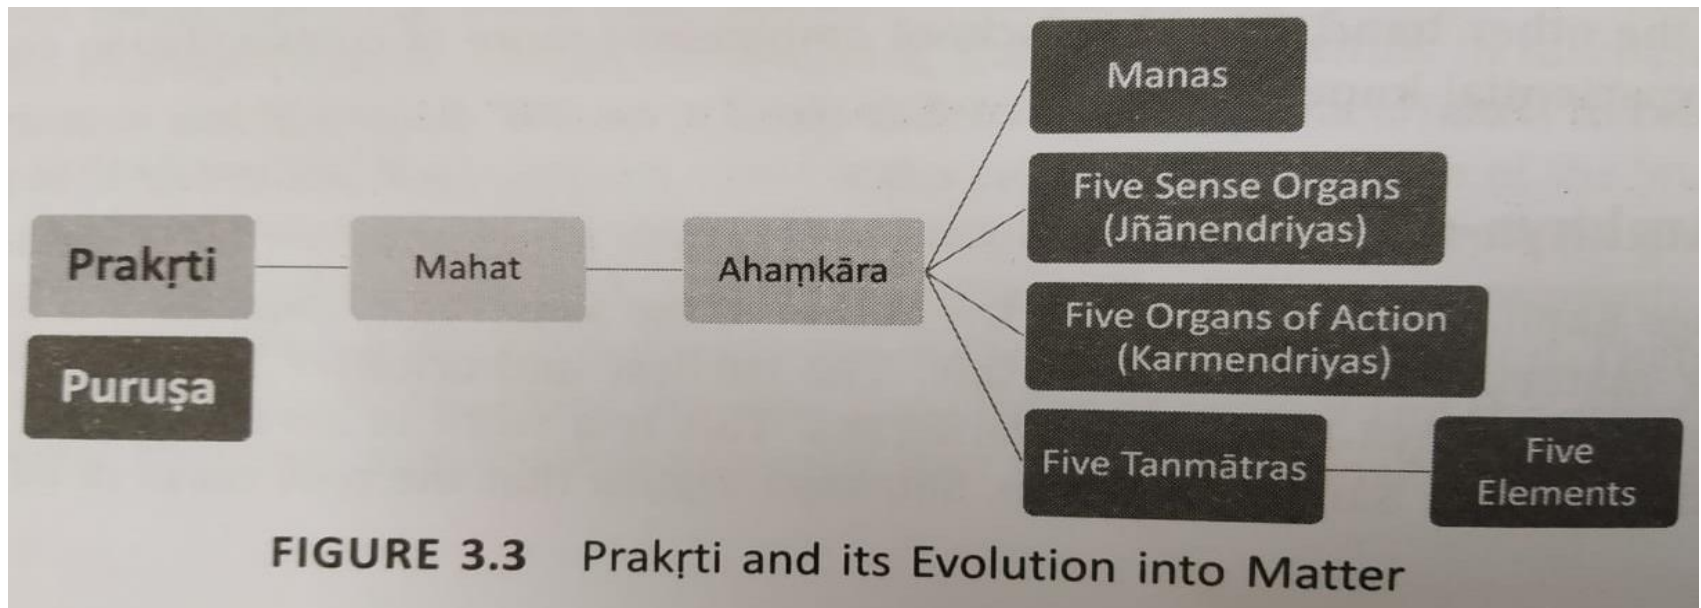 Prakṛti
Puruṣa
Mahat
Ahaṃkāra
Manas
Five Sense Organs
(Jñānendriyas)
Five Organs of Action
(Karmendriyas)
Five Tanmātras
Five
Elements
FIGURE 3.3 Prakṛti and its Evolution into Matter